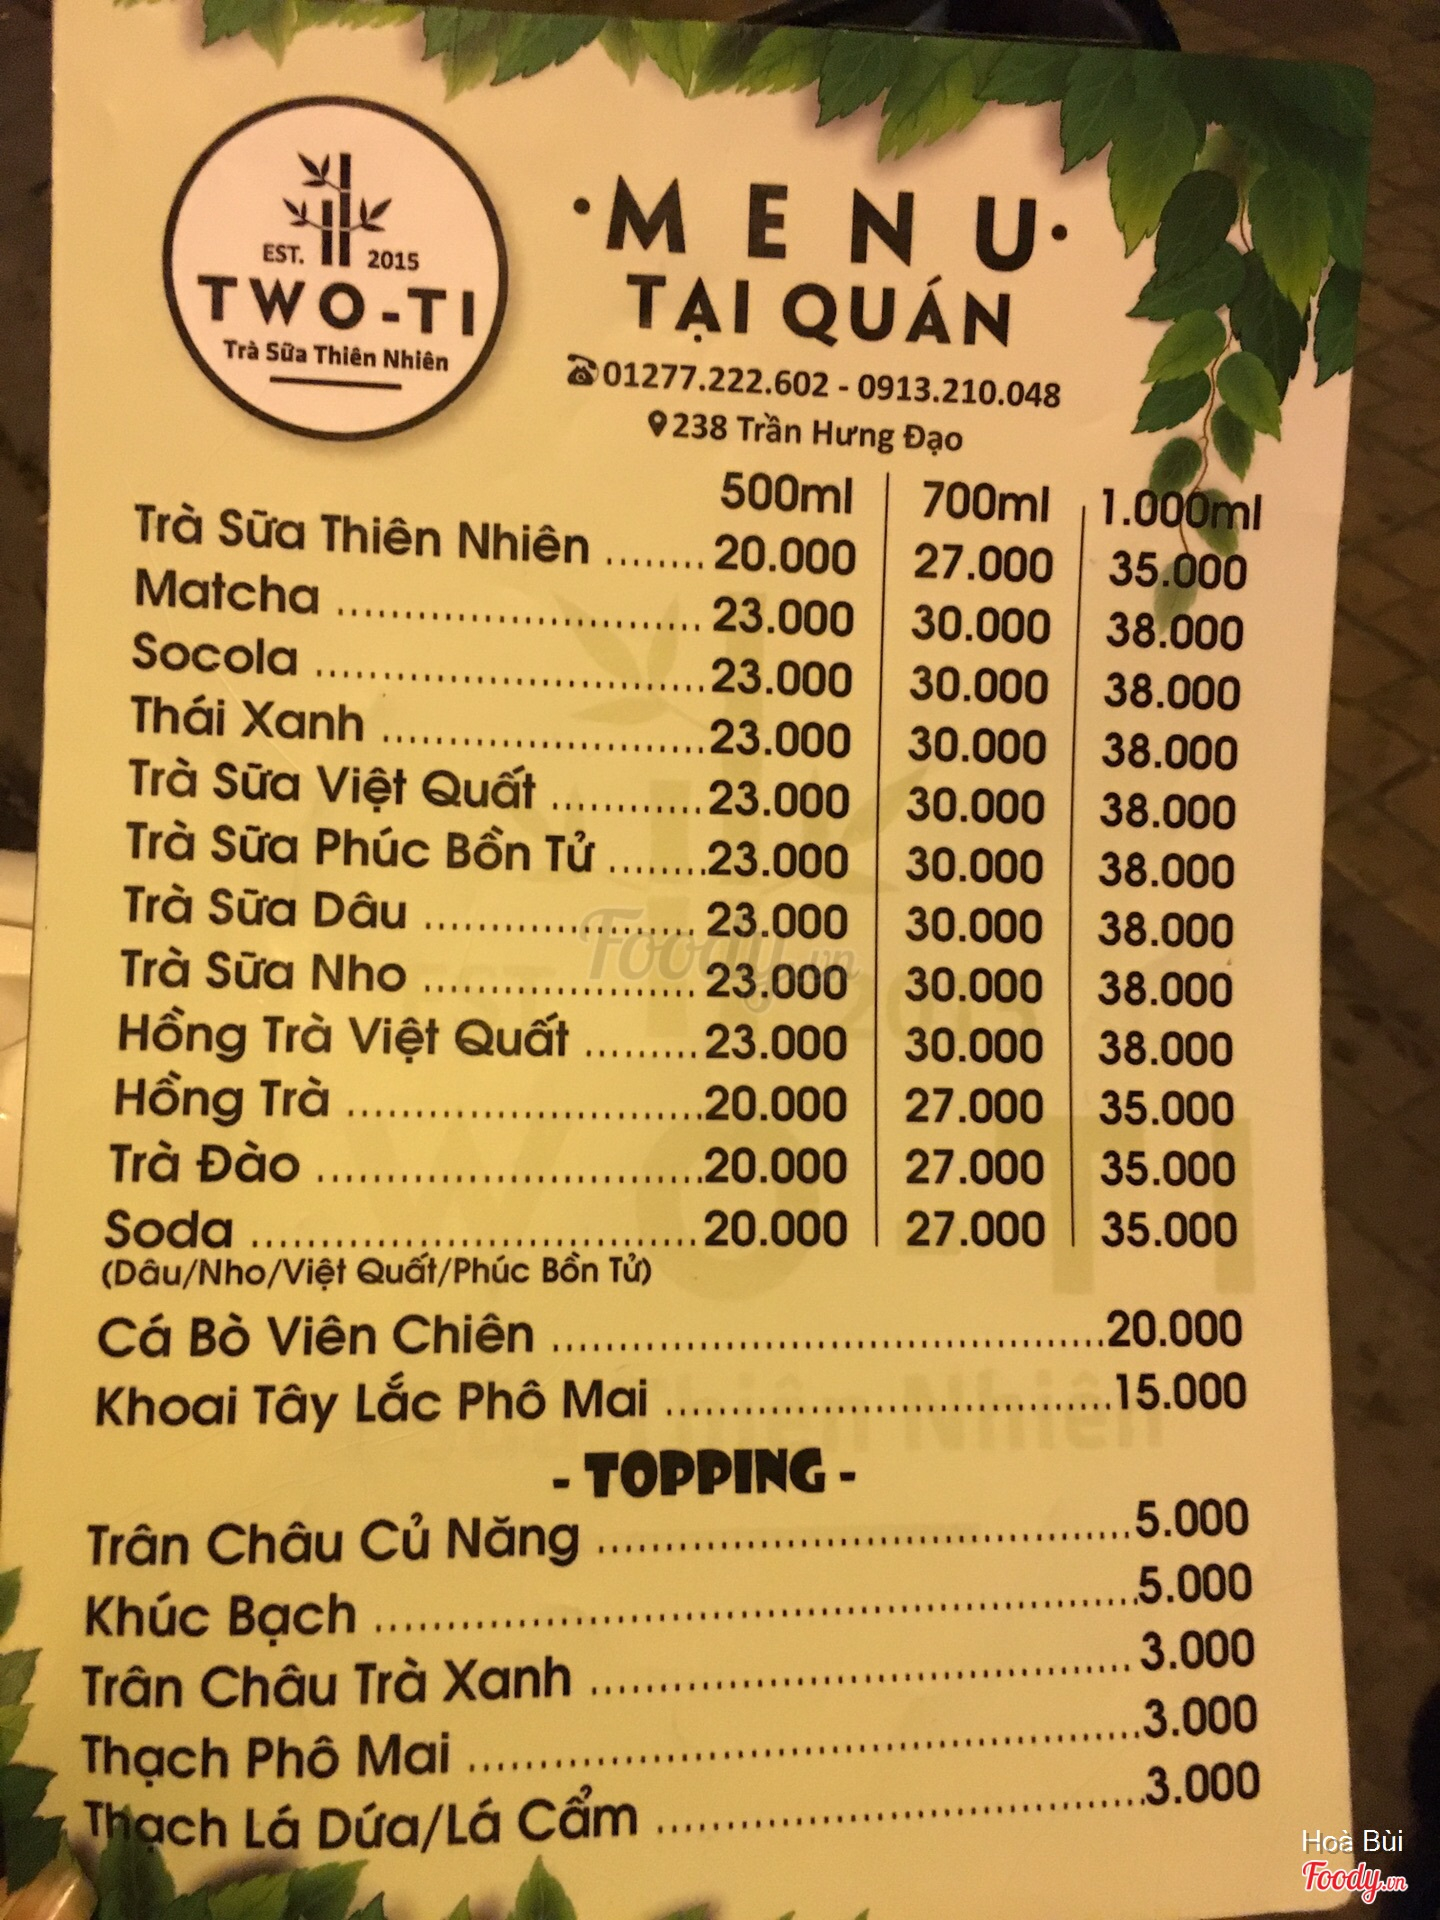 EST. 2015
TWO-TI
Trà Sữa Thiên Nhiên
·MENU·
TẠI QUÁN
01277.222.602 - 0913.210.048
238 Trần Hưng Đạo
500ml 700ml 1.000ml
Trà Sữa Thiên Nhiên ........ 20.000 27.000 35.000
Matcha ........................... 23.000 30.000 38.000
Socola ............................. 23.000 30.000 38.000
Thái Xanh ........................ 23.000 30.000 38.000
Trà Sữa Việt Quất ........... 23.000 30.000 38.000
Trà Sữa Phúc Bồn Tử ........ 23.000 30.000 38.000
Trà Sữa Dâu .................... 23.000 30.000 38.000
Trà Sữa Nho .................... 23.000 30.000 38.000
Hồng Trà Việt Quất ......... 23.000 30.000 38.000
Hồng Trà .......................... 20.000 27.000 35.000
Trà Đào ............................ 20.000 27.000 35.000
Soda ................................. 20.000 27.000 35.000
(Dâu/Nho/Việt Quất/Phúc Bồn Tử)
Cá Bò Viên Chiên ......................................... 20.000
Khoai Tây Lắc Phô Mai ................................. 15.000
- TOPPING -
Trân Châu Củ Năng ....................................... 5.000
Khúc Bạch ........................................................ 5.000
Trân Châu Trà Xanh ....................................... 3.000
Thạch Phô Mai ................................................. 3.000
Thạch Lá Dứa/Lá Cẩm .................................... 3.000
Foody.vn
Hoà Bùi
Foody.vn